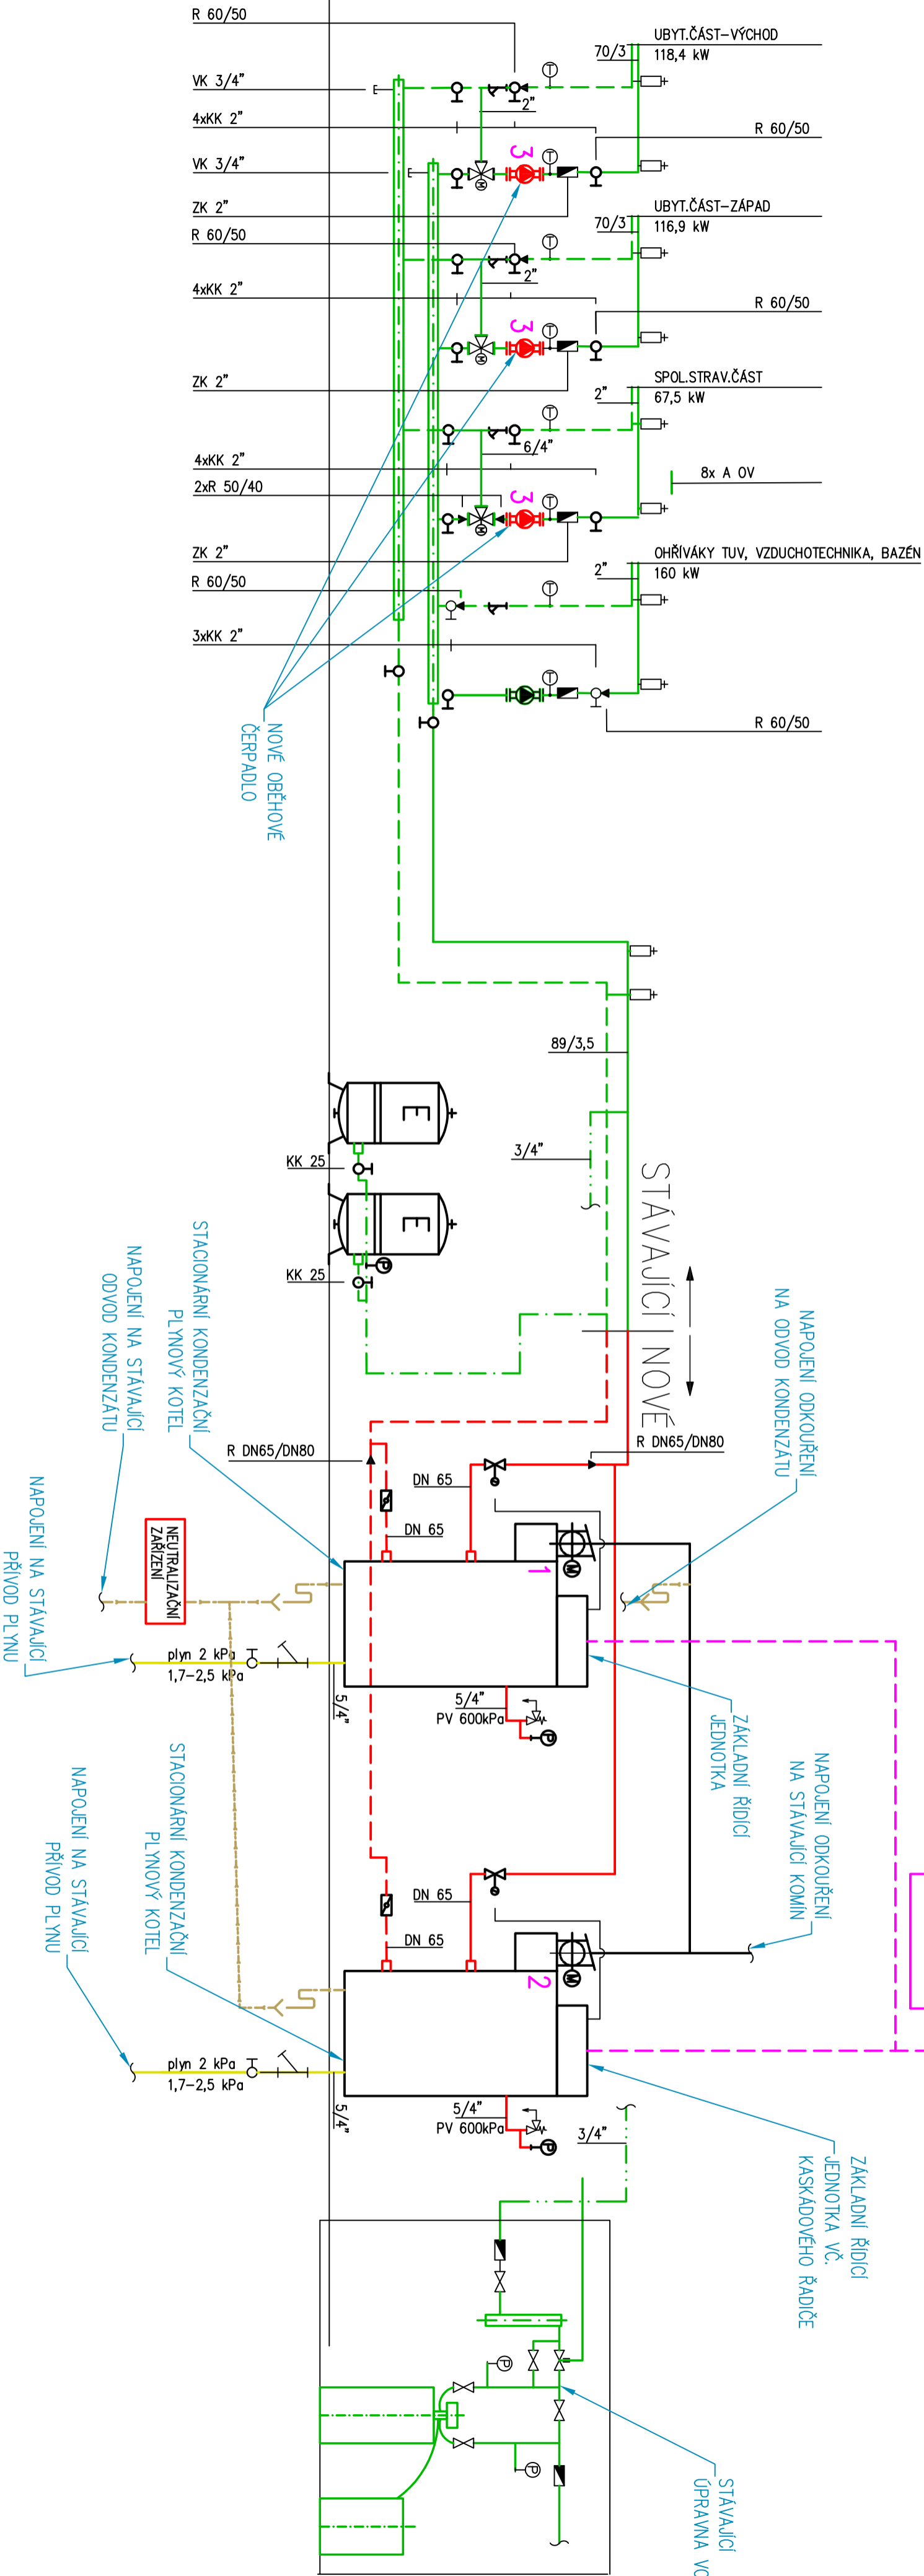 R 60/50
UBYT.ČÁST-VÝCHOD
70/3
118,4 kW
VK 3/4"
2"
4xKK 2"
R 60/50
3
VK 3/4"
M
T
T
ZK 2"
UBYT.ČÁST-ZÁPAD
R 60/50
70/3
116,9 kW
2"
4xKK 2"
R 60/50
3
M
T
T
ZK 2"
SPOL.STRAV.ČÁST
2"
67,5 kW
6/4"
4xKK 2"
8x A OV
2xR 50/40
3
M
T
T
ZK 2"
OHŘÍVÁKY TUV, VZDUCHOTECHNIKA, BAZÉN
R 60/50
2"
160 kW
3xKK 2"
T
T
R 60/50
NOVÉ OBĚHOVÉ
ČERPADLO
89/3,5
E
3/4"
KK 25
E
P
KK 25
STÁVAJÍCÍ
NOVÉ
STACIONÁRNÍ KONDENZAČNÍ
PLYNOVÝ KOTEL
NAPOJENÍ NA STÁVAJÍCÍ
ODVOD KONDENZÁTU
NAPOJENÍ ODKOUŘENÍ
NA ODVOD KONDENZÁTU
R DN65/DN80
R DN65/DN80
DN 65
DN 65
M
1
NAPOJENÍ NA STÁVAJÍCÍ
PŘÍVOD PLYNU
NEUTRALIZAČNÍ
ZAŘÍZENÍ
plyn 2 kPa
1,7-2,5 kPa
5/4"
5/4"
PV 600kPa
P
ZÁKLADNÍ ŘÍDÍCÍ
JEDNOTKA
NAPOJENÍ ODKOUŘENÍ
NA STÁVAJÍCÍ KOMÍN
STACIONÁRNÍ KONDENZAČNÍ
PLYNOVÝ KOTEL
NAPOJENÍ NA STÁVAJÍCÍ
PŘÍVOD PLYNU
DN 65
DN 65
M
2
plyn 2 kPa
1,7-2,5 kPa
5/4"
5/4"
PV 600kPa
P
3/4"
ZÁKLADNÍ ŘÍDÍCÍ
JEDNOTKA VČ.
KASKÁDOVÉHO ŘADIČE
P
P
STÁVAJÍCÍ
ÚPRAVNA